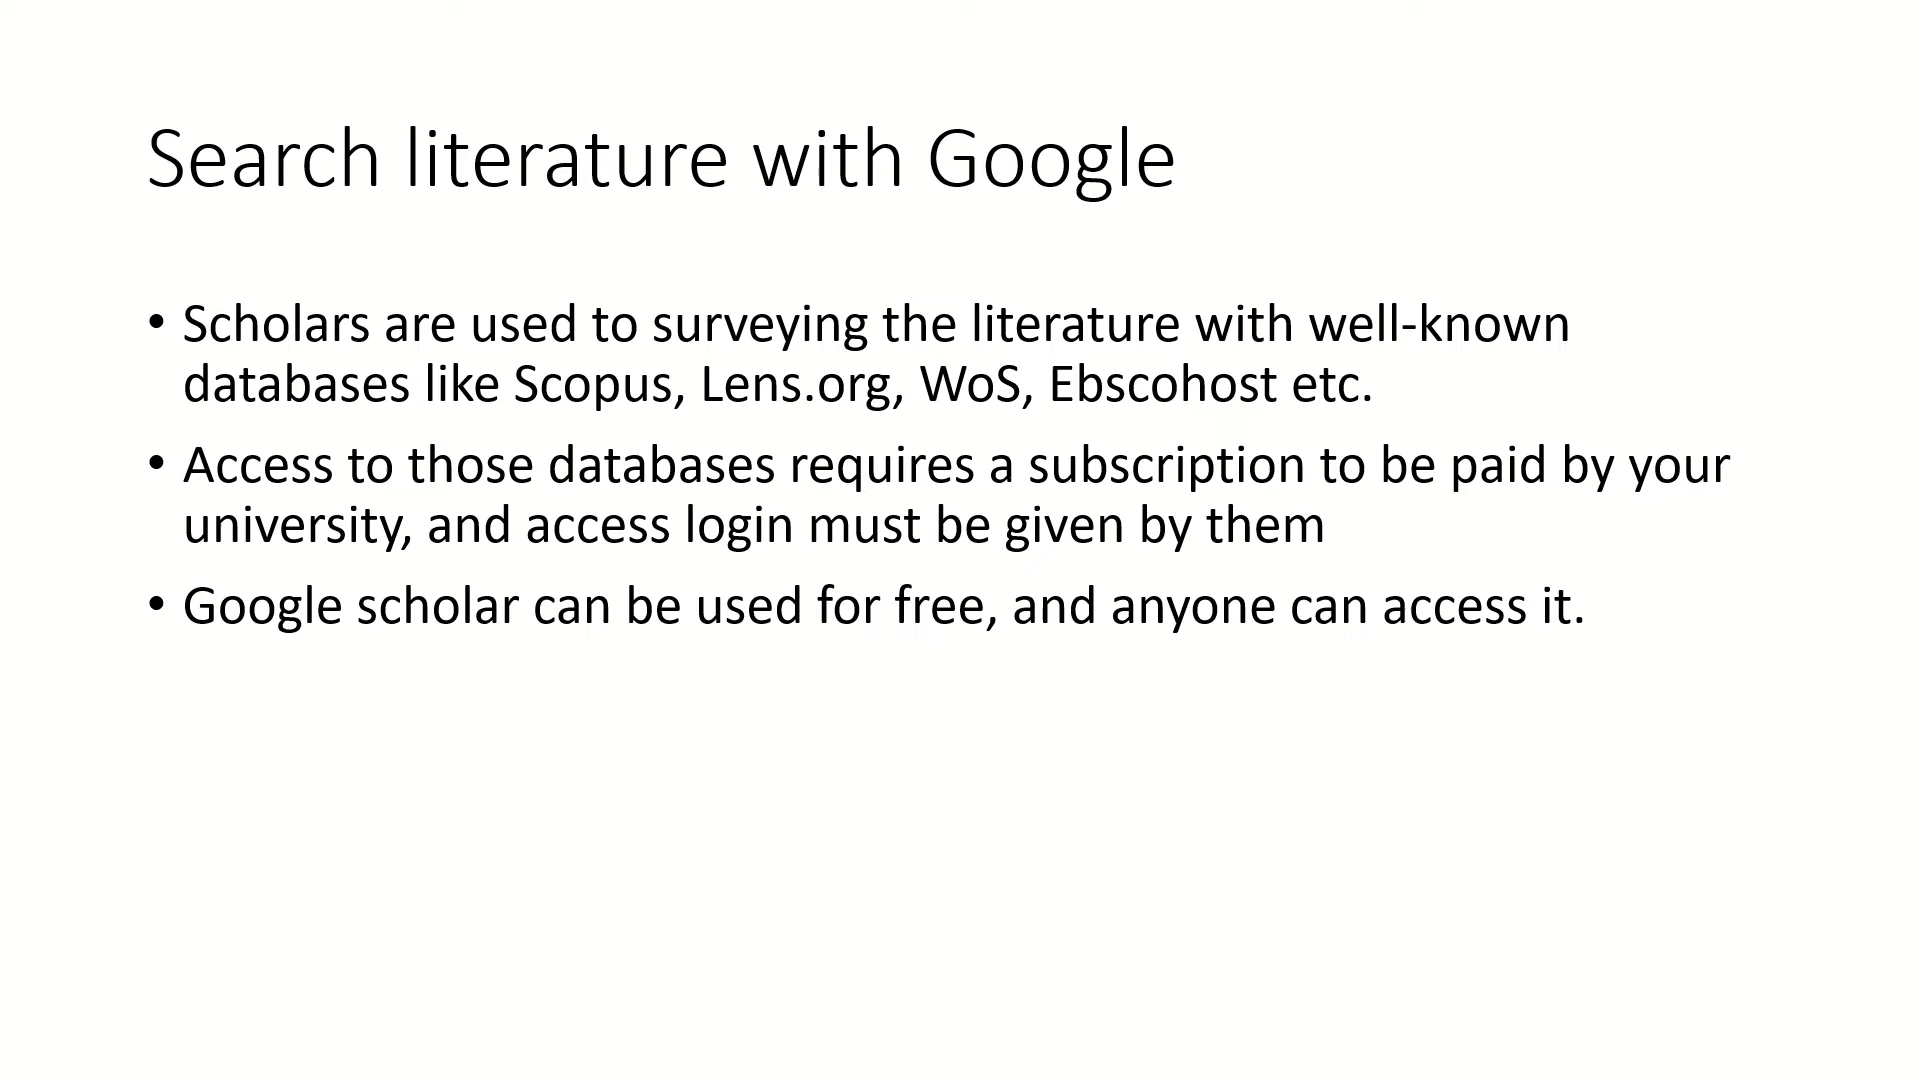 Search literature with Google
• Scholars are used to surveying the literature with well-known
databases like Scopus, Lens.org, WoS, Ebscohost etc.
• Access to those databases requires a subscription to be paid by your
university, and access login must be given by them
• Google scholar can be used for free, and anyone can access it.